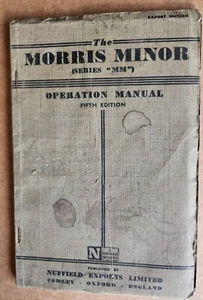 EXPORT EDITION
The
MORRIS MINOR
(SERIES "MM")
OPERATION MANUAL
FIFTH EDITION
N
PUBLISHED BY
NUFFIELD EXPORTS LIMITED
COWLEY · OXFORD · ENGLAND